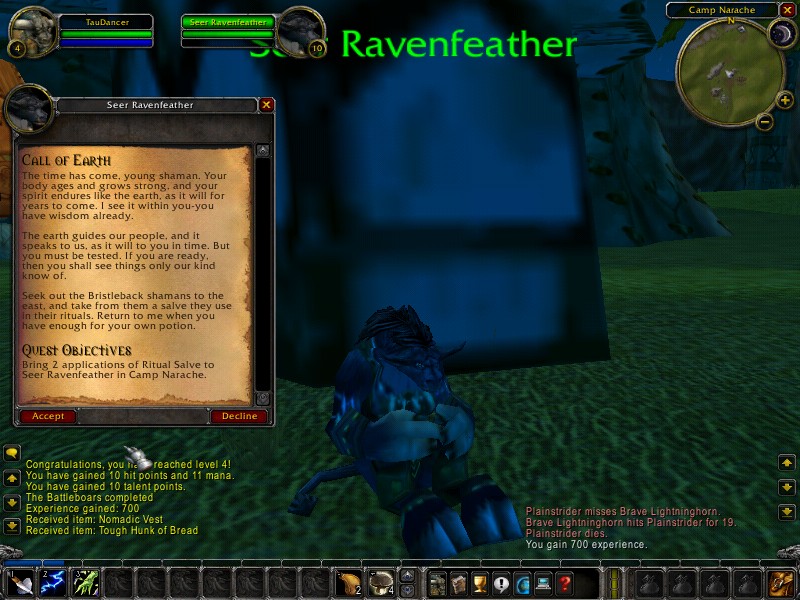 TauDancer
4
Seer Ravenfeather
10
Ravenfeather
Camp Narache
N
Seer Ravenfeather
Call of Earth
The time has come, young shaman. Your
body ages and grows strong, and your
spirit endures like the earth, as it will for
years to come. I see it within you-you
have wisdom already.
The earth guides our people, and it
speaks to us, as it will to you in time. But
you must be tested. If you are ready,
then you shall see things only our kind
know of.
Seek out the Bristleback shamans to the
east, and take from them a salve they use
in their rituals. Return to me when you
have enough for your own potion.
Quest Objectives
Bring 2 applications of Ritual Salve to
Seer Ravenfeather in Camp Narache.
Accept
Decline
Congratulations, you reached level 4!
You have gained 10 hit points and 11 mana.
You have gained 10 talent points.
The Battleboars completed
Experience gained: 700
Received item: Nomadic Vest
Received item: Tough Hunk of Bread
Plainstrider misses Brave Lightninghorn.
Brave Lightninghorn hits Plainstrider for 19.
Plainstrider dies.
You gain 700 experience.
1 2 3 2 4